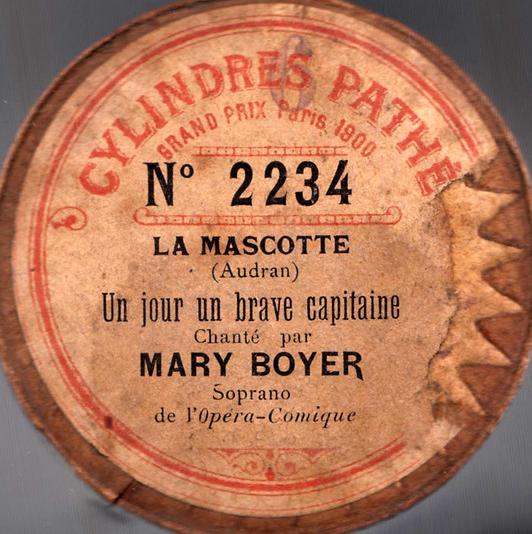 CYLINDRES PATHÉ
GRAND PRIX Paris. 1900
Nº 2234
LA MASCOTTE
(Audran)
Un jour un brave capitaine
Chanté par
MARY BOYER
Soprano
de l'Opéra-Comique